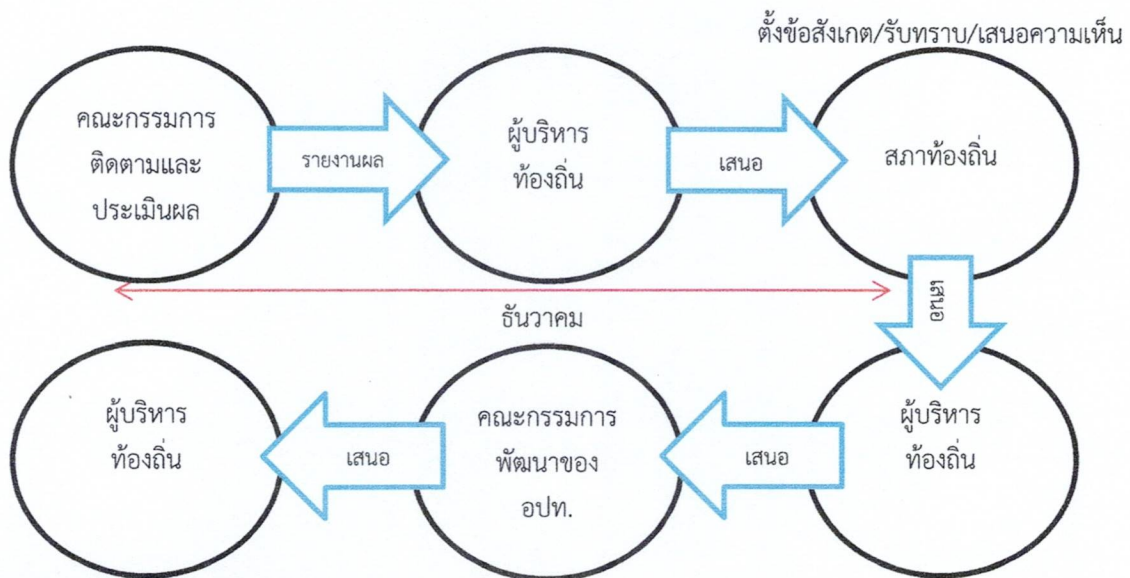 ตั้งข้อสังเกต/รับทราบ/เสนอความเห็น
คณะกรรมการ
ติดตามและ
ประเมินผล
รายงานผล
ผู้บริหาร
ท้องถิ่น
เสนอ
สภาท้องถิ่น
เสนอ
ธันวาคม
ผู้บริหาร
ท้องถิ่น
เสนอ
คณะกรรมการ
พัฒนาของ
อปท.
เสนอ
ผู้บริหาร
ท้องถิ่น